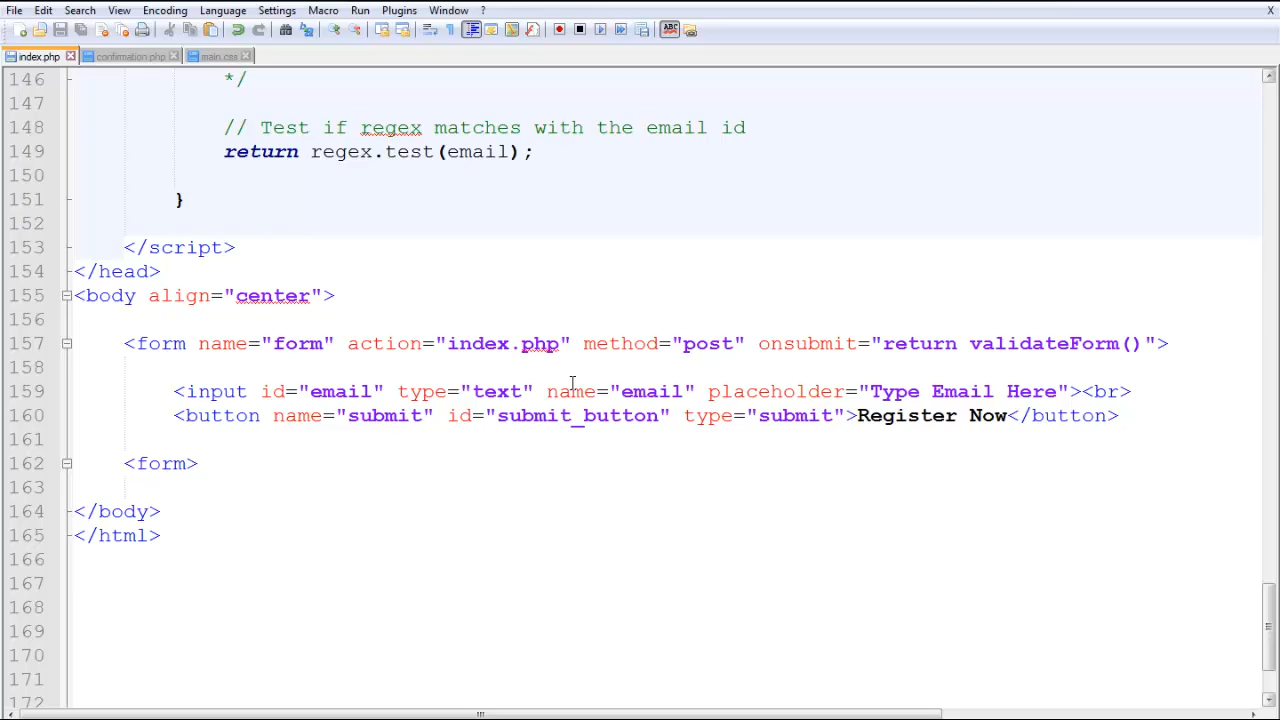 File Edit Search View Encoding Language Settings Macro Run Plugins Window ? X
index.php confirmation.php main.css
146 */
147
148 // Test if regex matches with the email id
149 return regex.test(email);
150
151 }
152
153 </script>
154 </head>
155 <body align="center">
156
157 <form name="form" action="index.php" method="post" onsubmit="return validateForm()">
158
159 <input id="email" type="text" name="email" placeholder="Type Email Here"><br>
160 <button name="submit" id="submit_button" type="submit">Register Now</button>
161
162 <form>
163
164 </body>
165 </html>
166
167
168
169
170
171
172